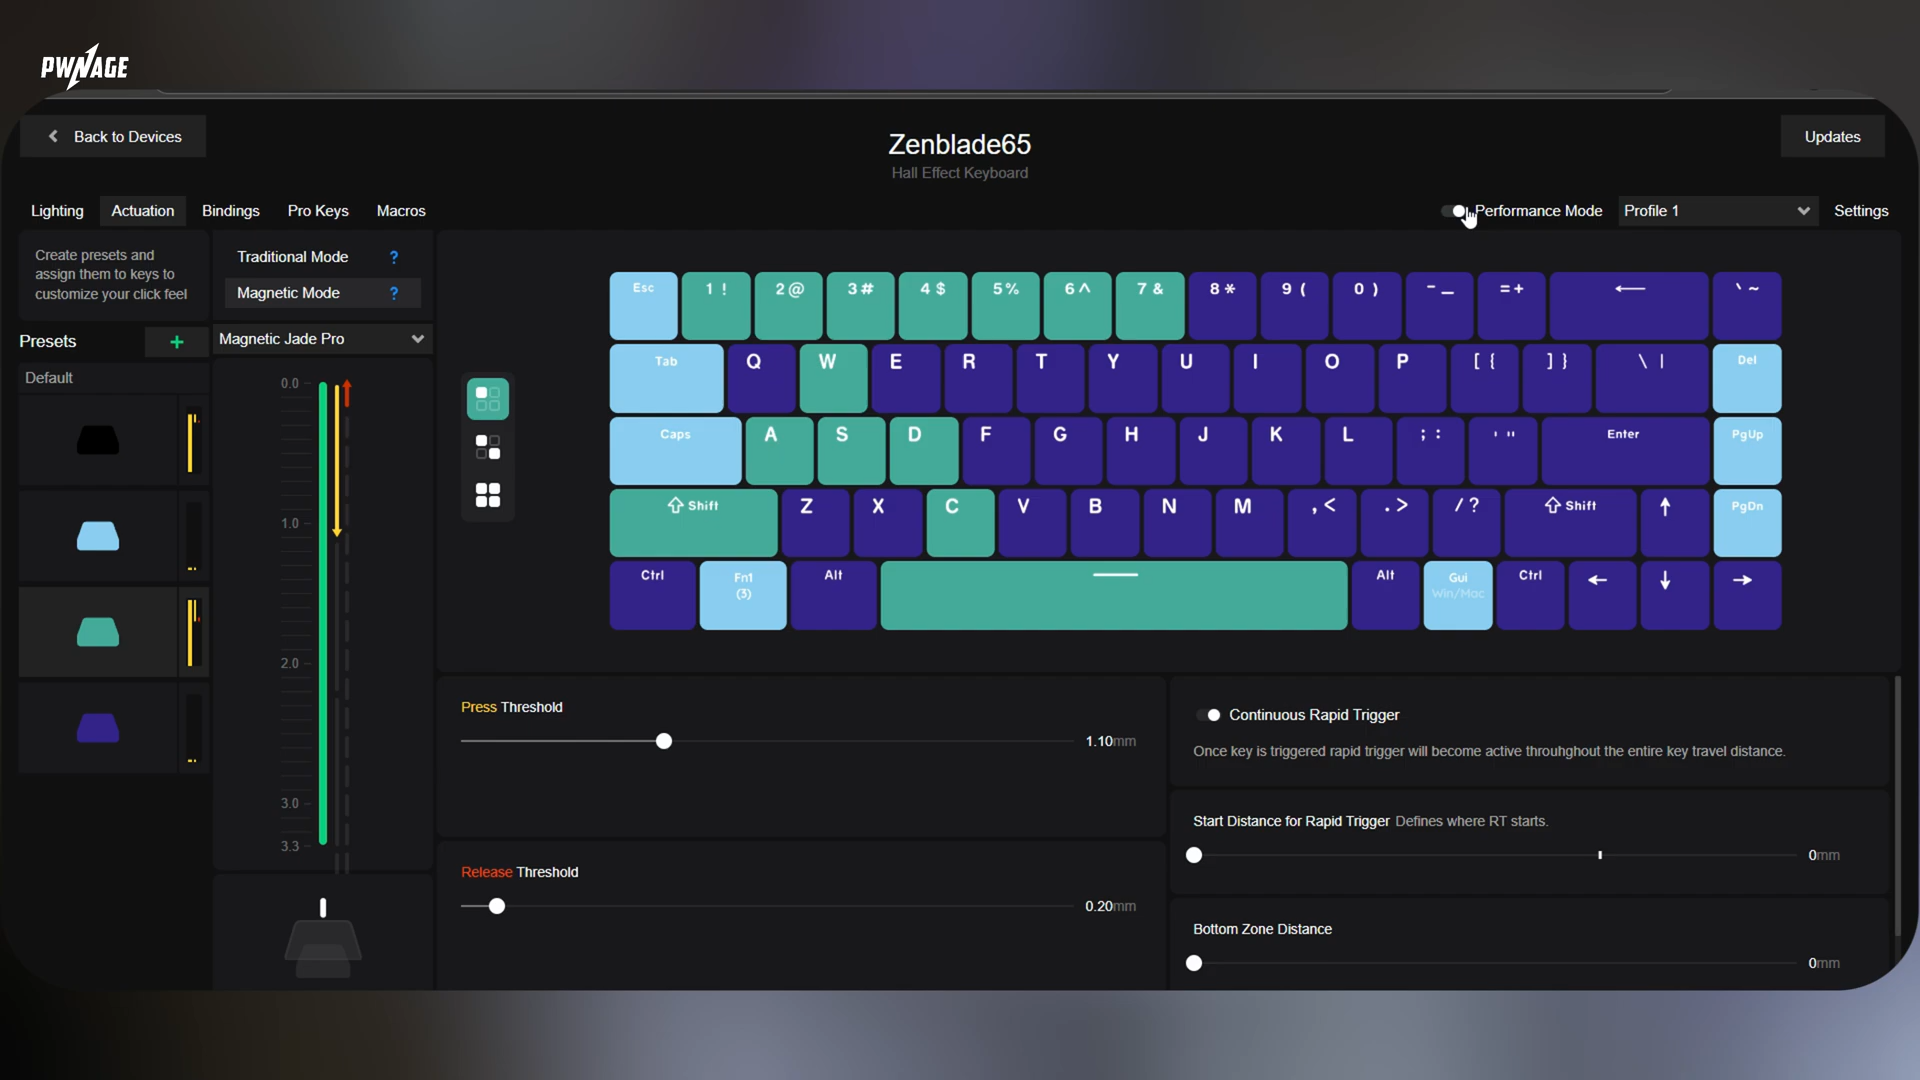 PWNAGE
Back to Devices
Zenblade65
Hall Effect Keyboard
Updates
Lighting
Actuation
Bindings
Pro Keys
Macros
Performance Mode
Profile 1
Settings
Create presets and
assign them to keys to
customize your click feel
Traditional Mode ?
Magnetic Mode ?
Presets +
Magnetic Jade Pro
Default
0.0
1.0
2.0
3.0
3.3
Esc 1 ! 2 @ 3 # 4 $ 5 % 6 ^ 7 & 8 * 9 ( 0 ) - _ = + ← ` ~
Tab Q W E R T Y U I O P [ { ] } \ | Del
Caps A S D F G H J K L ; : ' " Enter PgUp
⇧ Shift Z X C V B N M , < . > / ? ⇧ Shift ↑ PgDn
Ctrl Fn1 Alt Alt Gui Ctrl ← ↓ →
(3) Win/Mac
Press Threshold
1.10mm
Release Threshold
0.20mm
Continuous Rapid Trigger
Once key is triggered rapid trigger will become active throuhghout the entire key travel distance.
Start Distance for Rapid Trigger Defines where RT starts.
0mm
Bottom Zone Distance
0mm